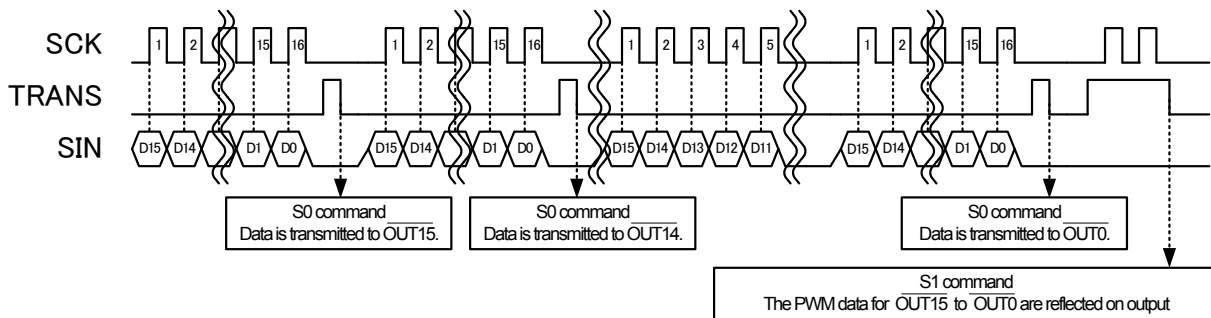 SCK 1 2 15 16 1 2 15 16 1 2 3 4 5 1 2 15 16
TRANS
SIN D15 D14 D1 D0 D15 D14 D1 D0 D15 D14 D13 D12 D11 D15 D14 D1 D0
S0 command
Data is transmitted to OUT15.
S0 command
Data is transmitted to OUT14.
S0 command
Data is transmitted to OUT0.
S1 command
The PWM data for OUT15 to OUT0 are reflected on output